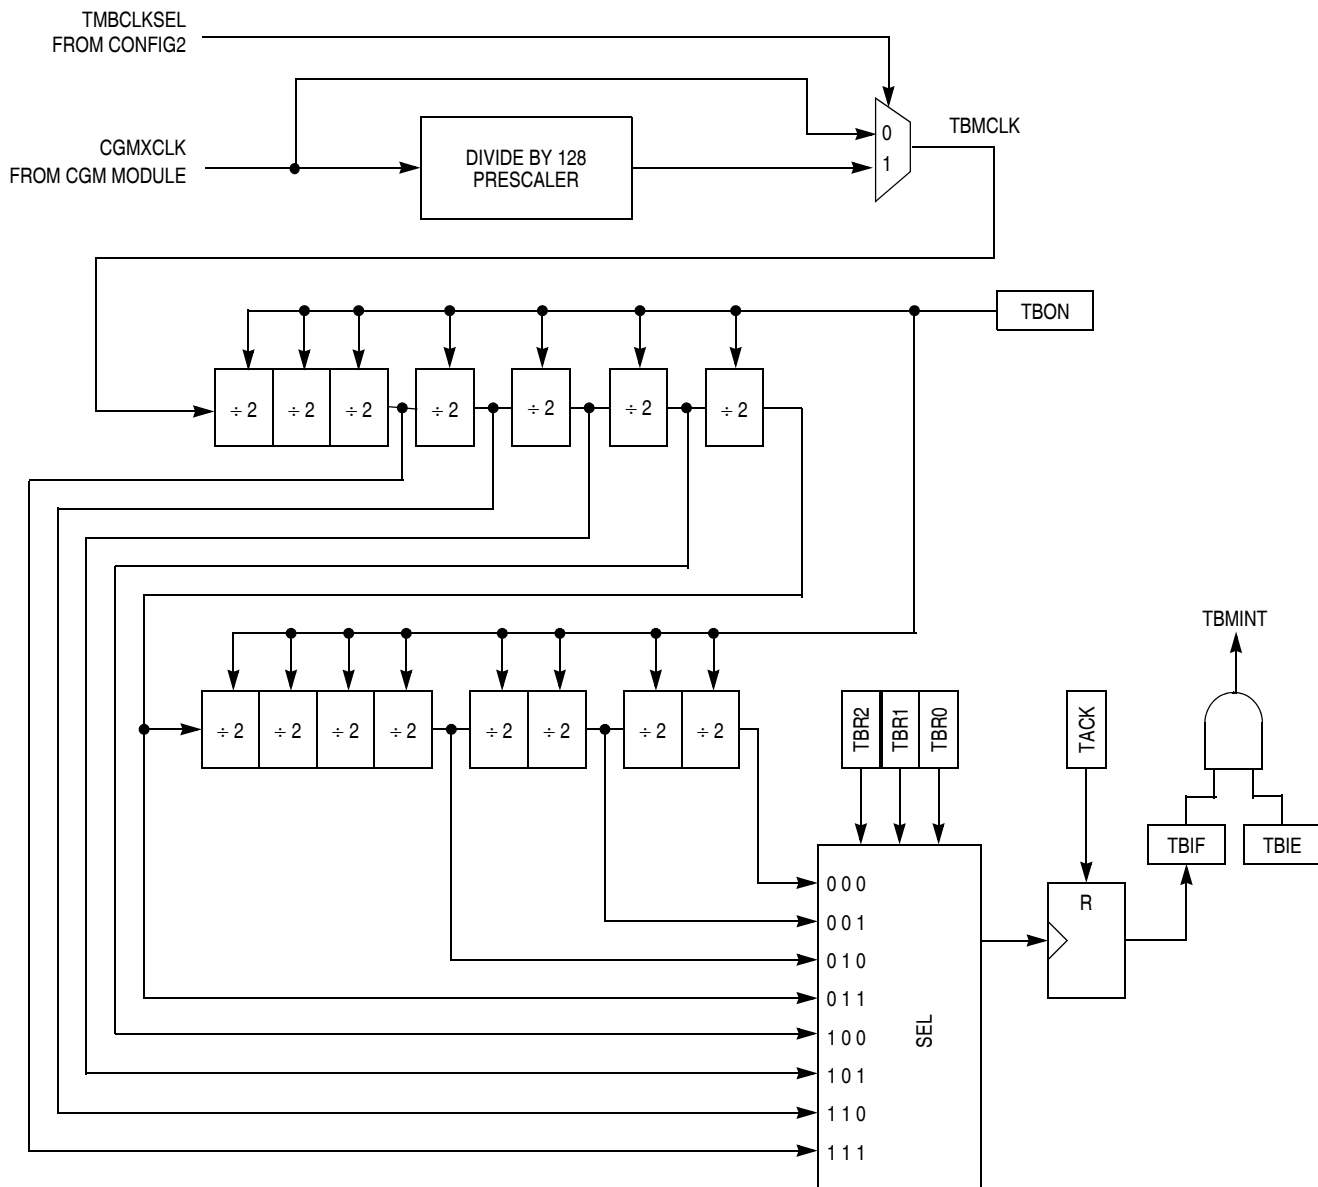 TMBCLKSEL
FROM CONFIG2
CGMXCLK
FROM CGM MODULE
DIVIDE BY 128
PRESCALER
0
1
TBMCLK
TBON
÷ 2
÷ 2
÷ 2
÷ 2
÷ 2
÷ 2
÷ 2
TBMINT
÷ 2
÷ 2
÷ 2
÷ 2
÷ 2
÷ 2
÷ 2
÷ 2
TBR2
TBR1
TBR0
TACK
TBIF
TBIE
0 0 0
0 0 1
0 1 0
0 1 1
1 0 0
1 0 1
1 1 0
1 1 1
SEL
R